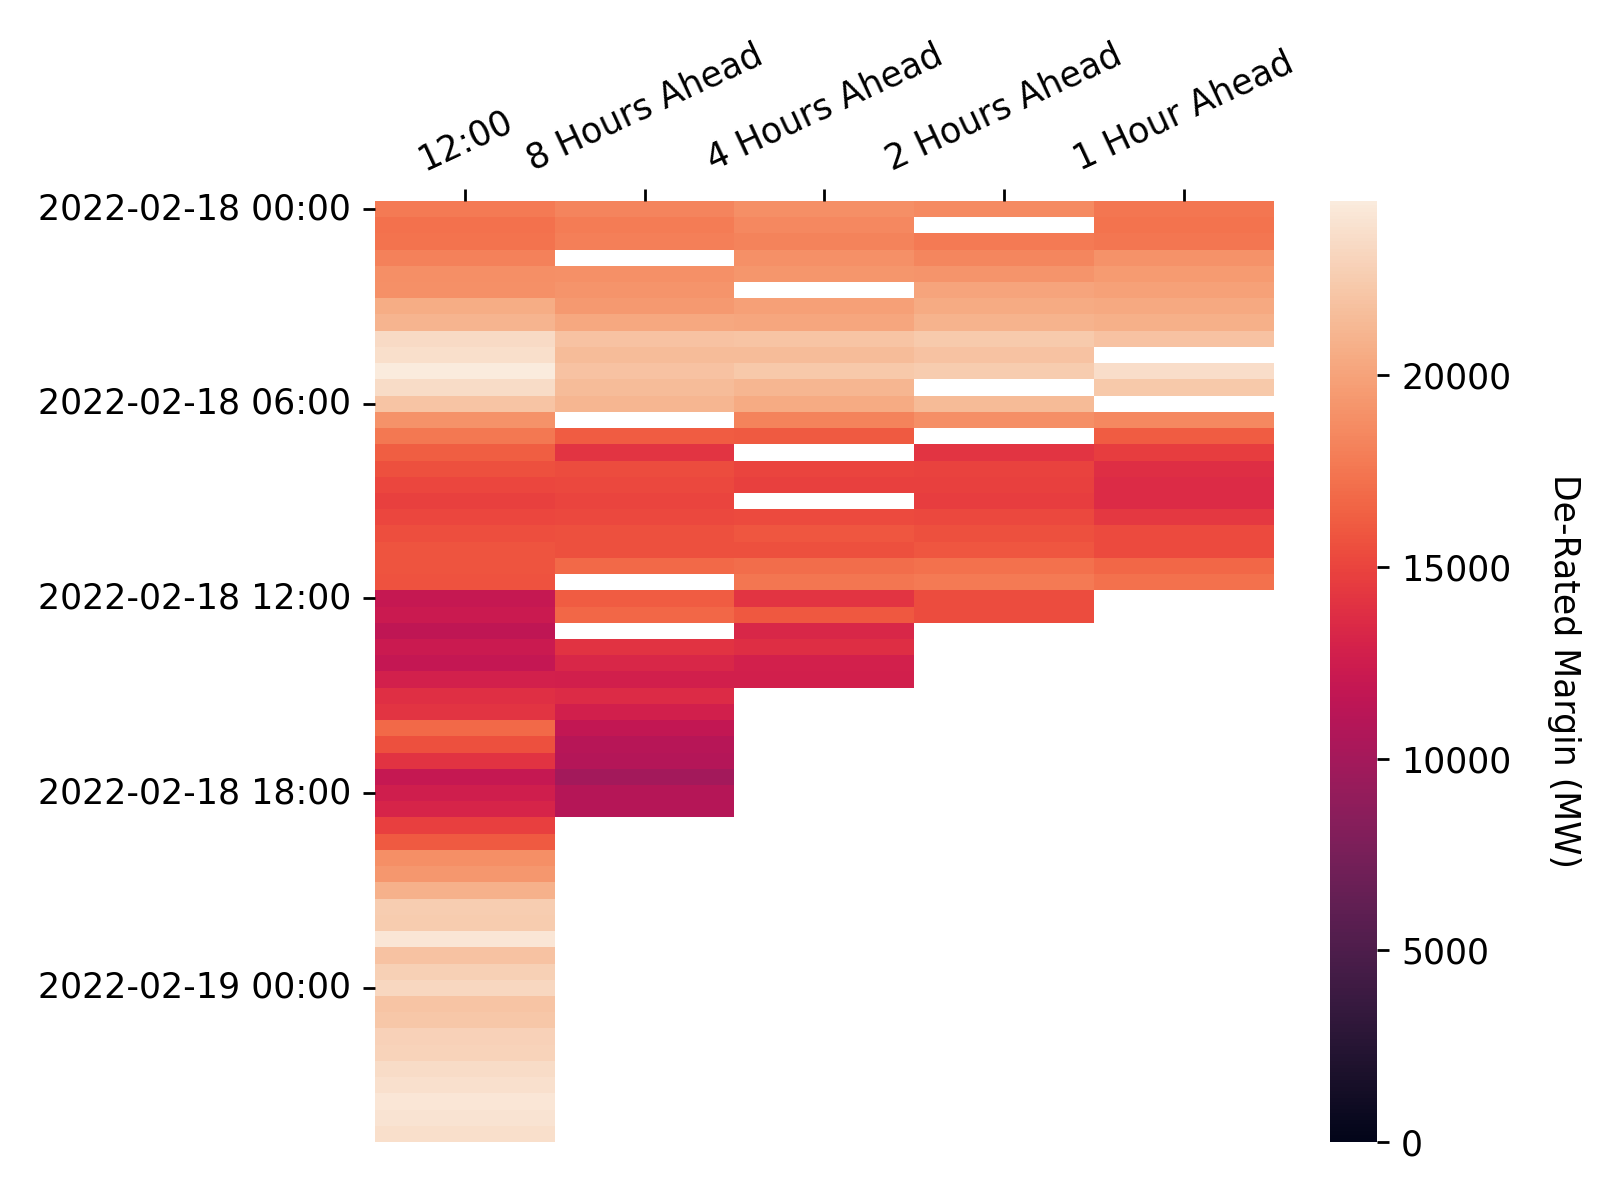 12:00
8 Hours Ahead
4 Hours Ahead
2 Hours Ahead
1 Hour Ahead
2022-02-18 00:00
2022-02-18 06:00
2022-02-18 12:00
2022-02-18 18:00
2022-02-19 00:00
20000
15000
10000
5000
0
De-Rated Margin (MW)